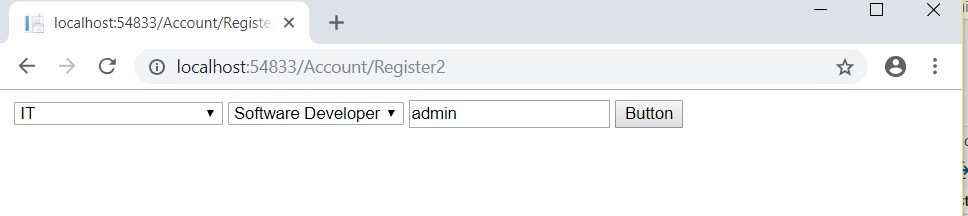 localhost:54833/Account/Registe
localhost:54833/Account/Register2
IT Software Developer admin Button